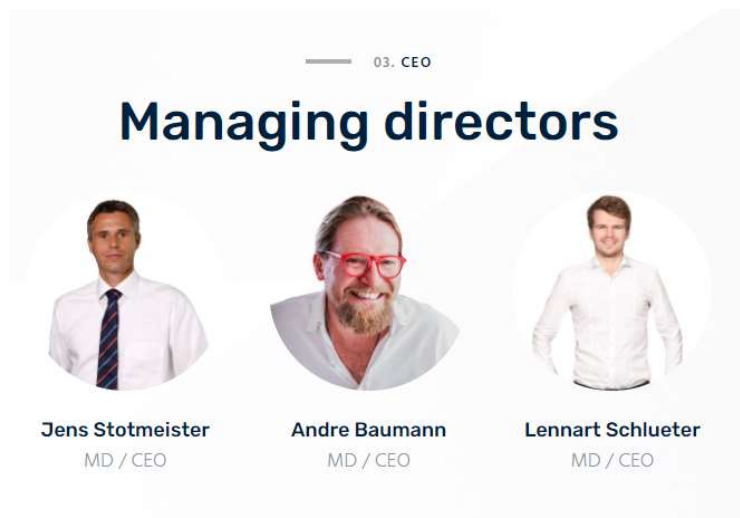 03. CEO
Managing directors
Jens Stotmeister
Andre Baumann
Lennart Schlueter
MD / CEO
MD / CEO
MD / CEO